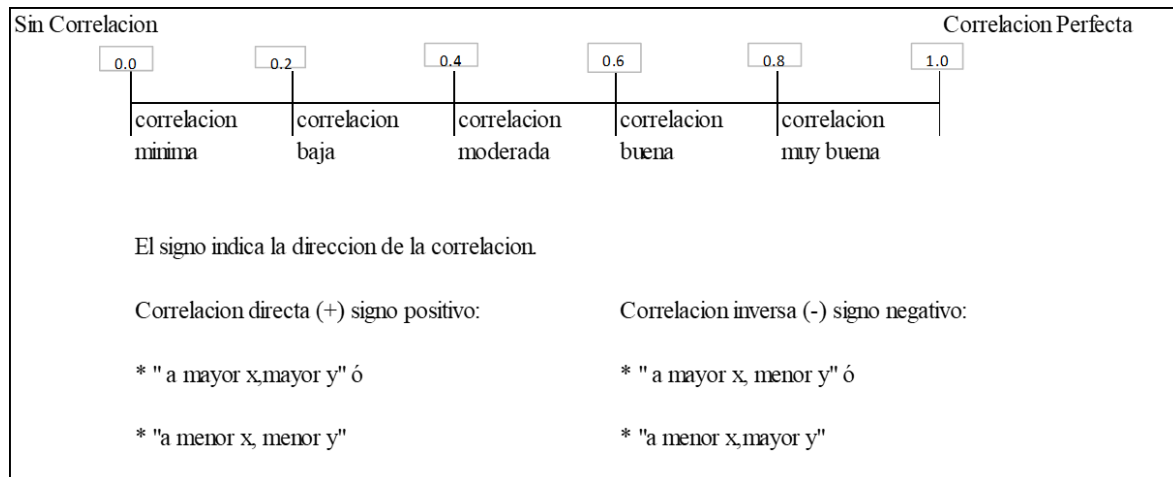 Sin Correlacion Correlacion Perfecta
0.0 0.2 0.4 0.6 0.8 1.0
correlacion correlacion correlacion correlacion correlacion
minima baja moderada buena muy buena
El signo indica la direccion de la correlacion.
Correlacion directa (+) signo positivo: Correlacion inversa (-) signo negativo:
* " a mayor x,mayor y" ó * " a mayor x, menor y" ó
* "a menor x, menor y" * "a menor x,mayor y"